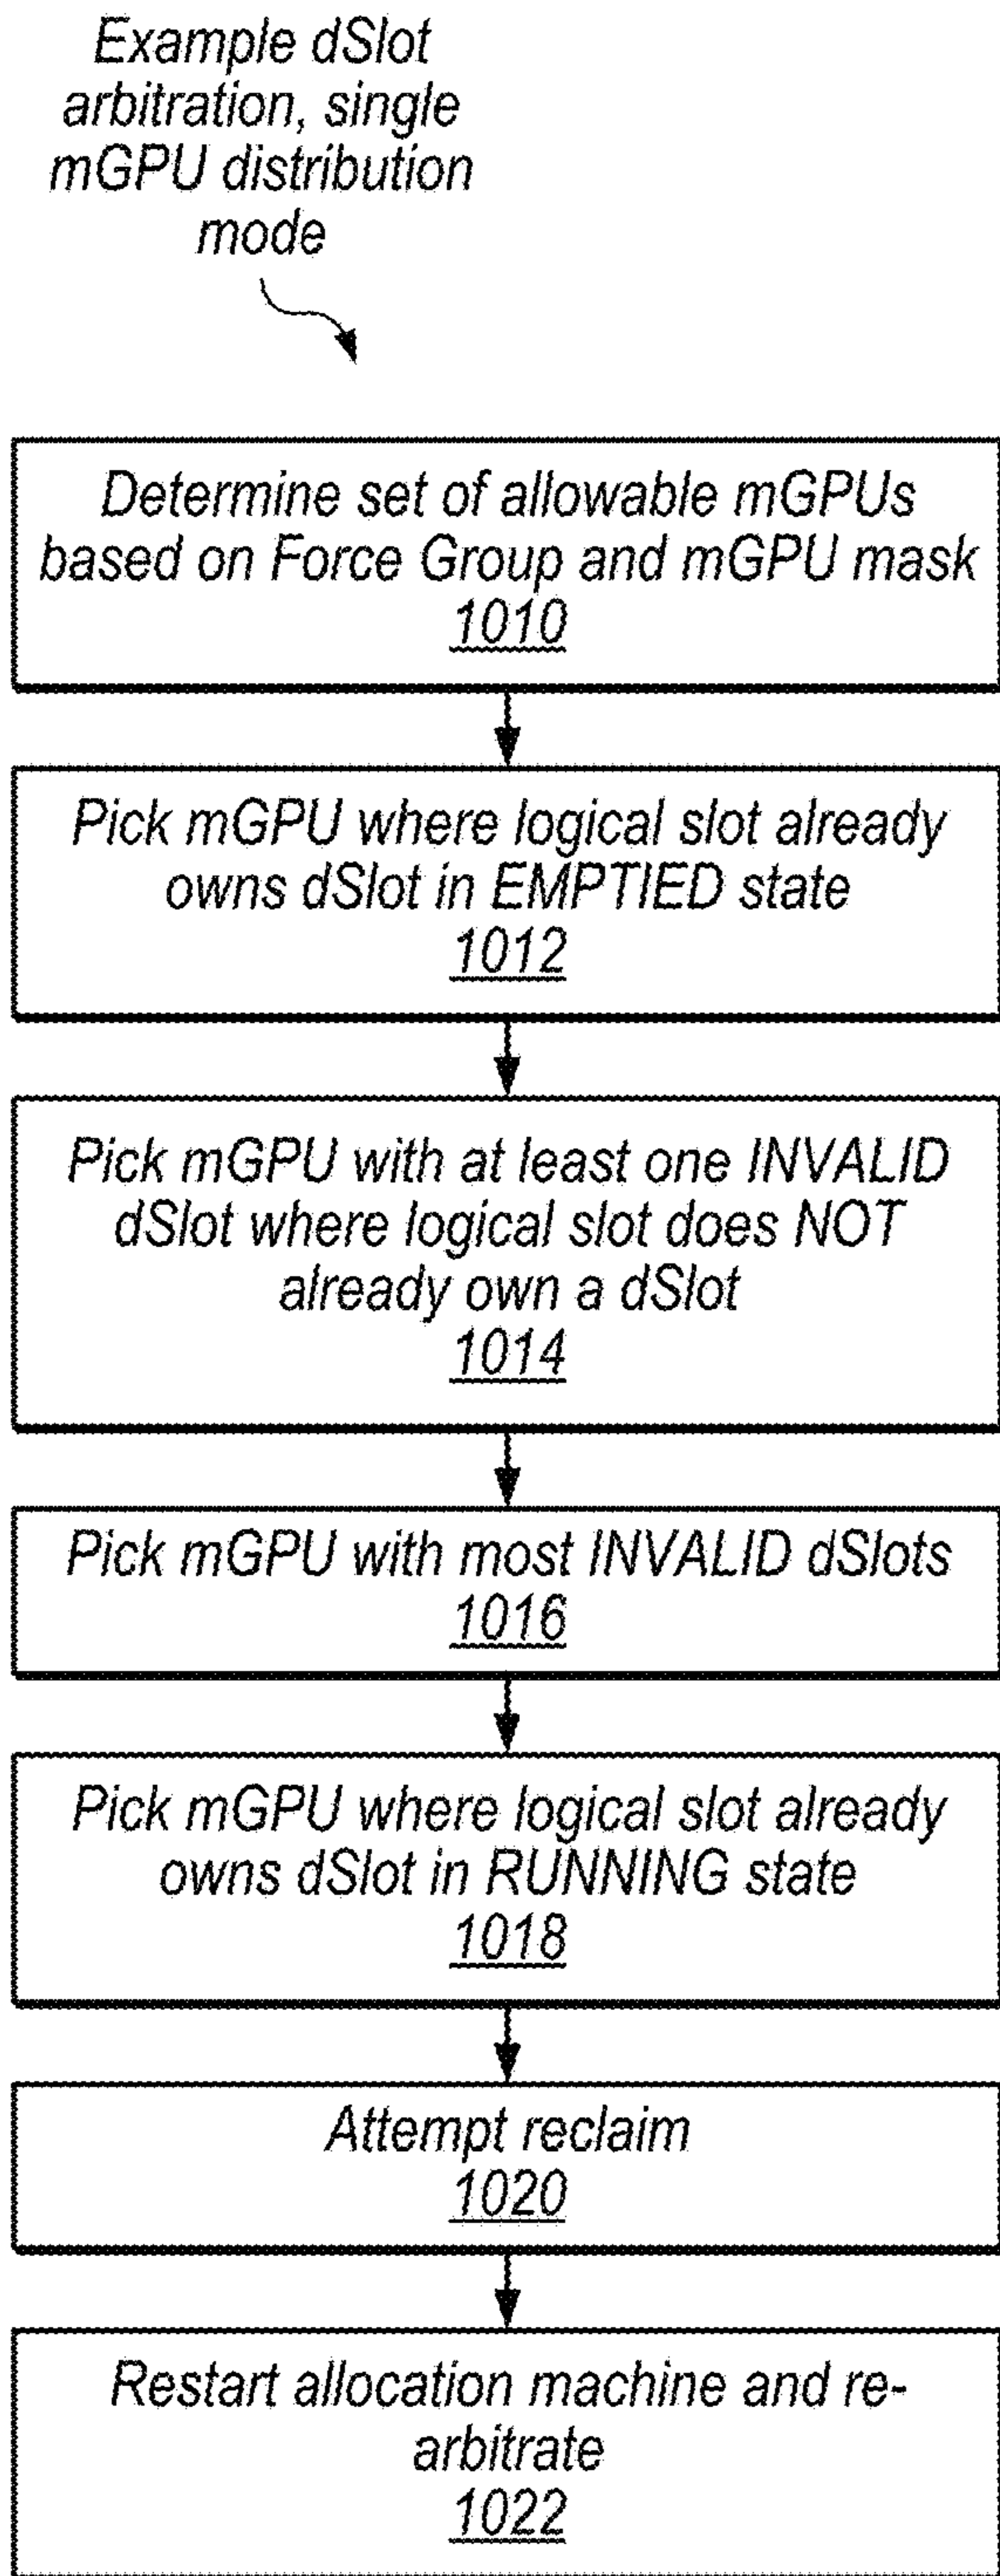 Example dSlot
arbitration, single
mGPU distribution
mode
Determine set of allowable mGPUs
based on Force Group and mGPU mask
1010
Pick mGPU where logical slot already
owns dSlot in EMPTIED state
1012
Pick mGPU with at least one INVALID
dSlot where logical slot does NOT
already own a dSlot
1014
Pick mGPU with most INVALID dSlots
1016
Pick mGPU where logical slot already
owns dSlot in RUNNING state
1018
Attempt reclaim
1020
Restart allocation machine and re-
arbitrate
1022